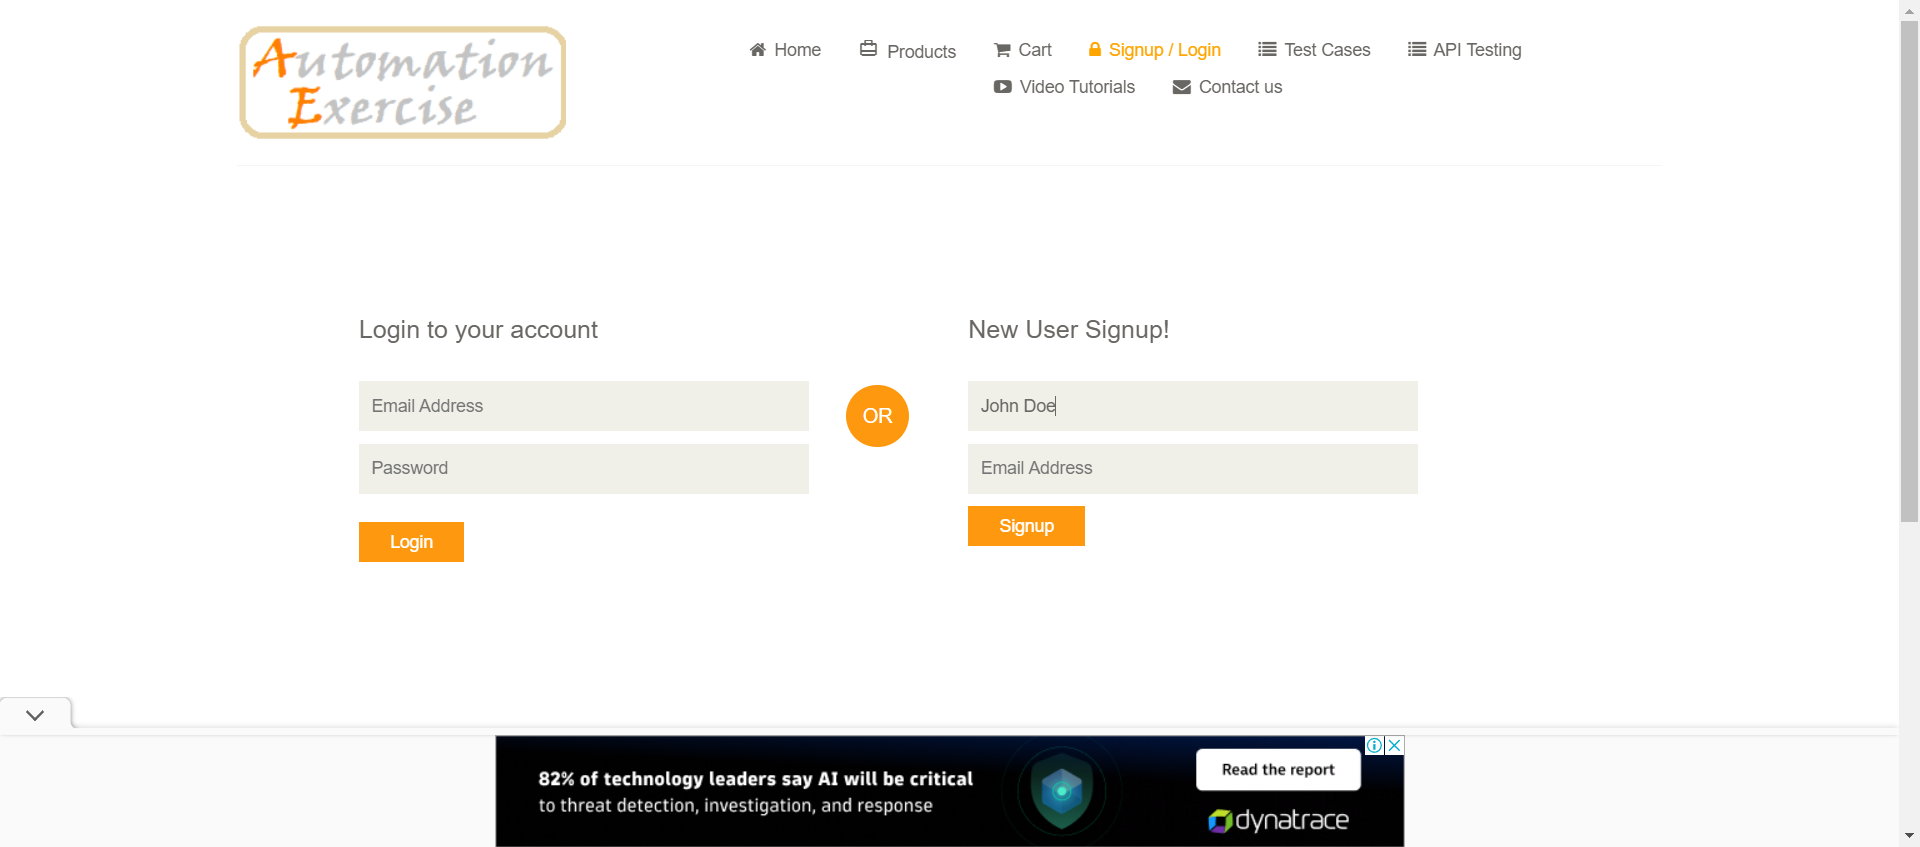 Automation
Exercise
Home
Products
Cart
Signup / Login
Test Cases
API Testing
Video Tutorials
Contact us
Login to your account
Email Address
Password
Login
OR
New User Signup!
John Doe
Email Address
Signup
82% of technology leaders say AI will be critical
to threat detection, investigation, and response
Read the report
dynatrace